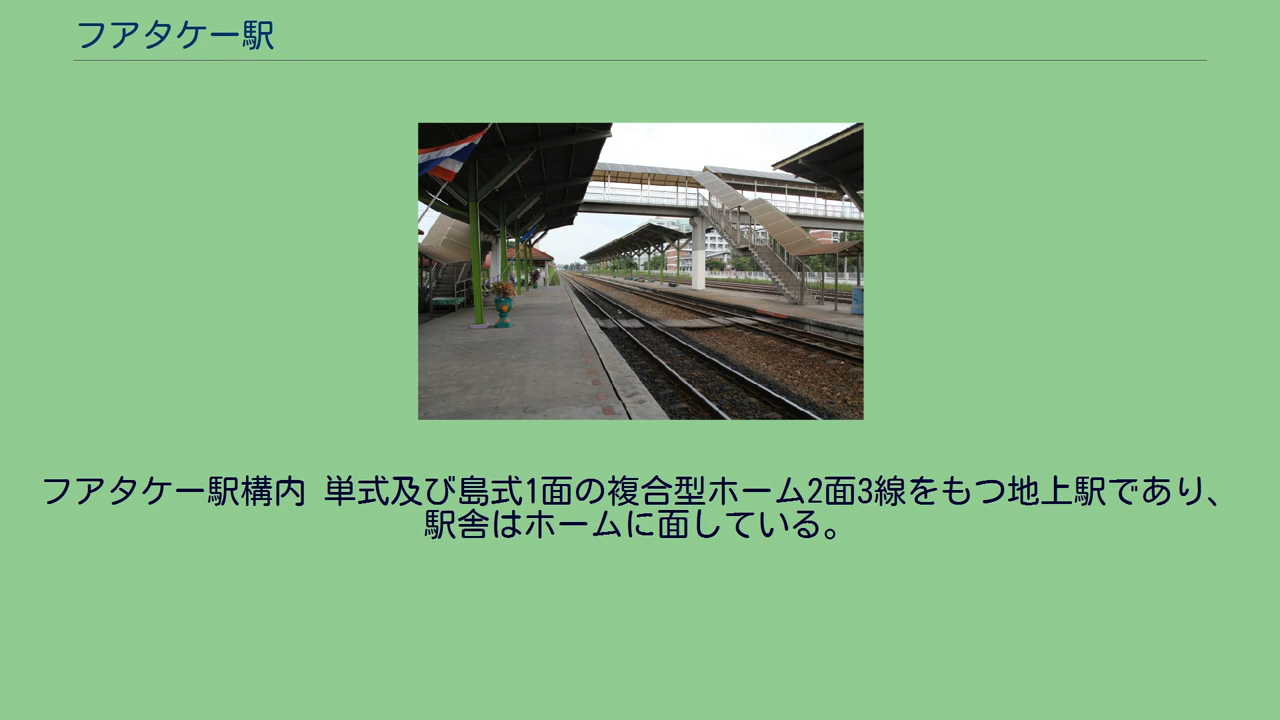 フアタケー駅
フアタケー駅構内 単式及び島式1面の複合型ホーム2面3線をもつ地上駅であり、
駅舎はホームに面している。